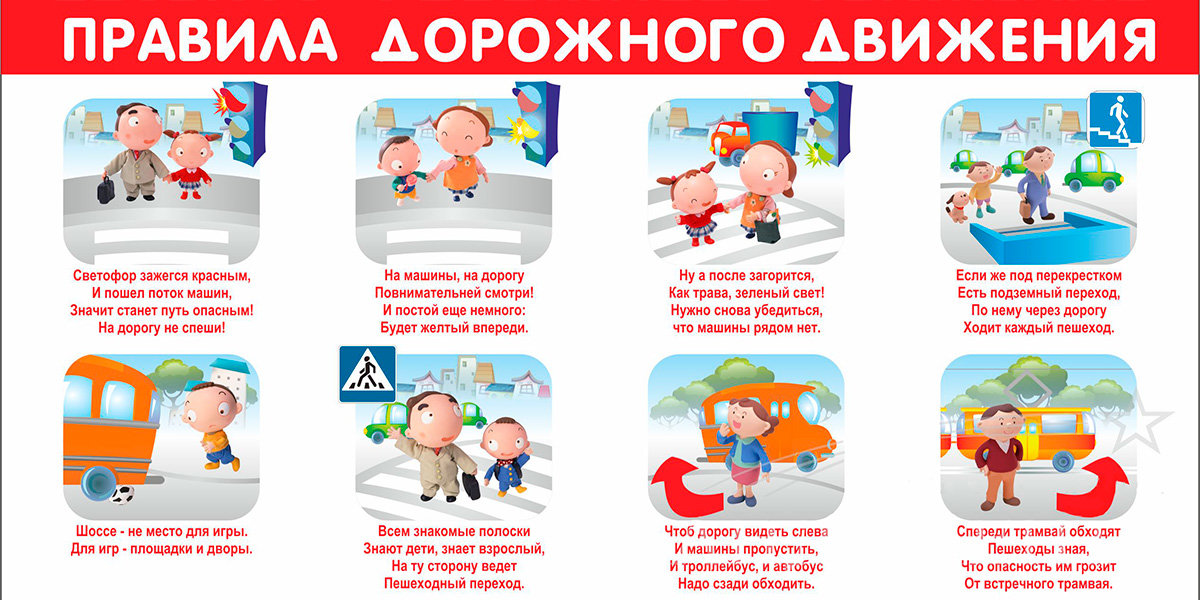 ПРАВИЛА ДОРОЖНОГО ДВИЖЕНИЯ
Светофор зажегся красным,
И пошел поток машин,
Значит станет путь опасным!
На дорогу не спеши!
На машины, на дорогу
Повнимательней смотри!
И постой еще немного:
Будет желтый впереди.
Ну а после загорится,
Как трава, зеленый свет!
Нужно снова убедиться,
что машины рядом нет.
Если же под перекрестком
Есть подземный переход,
По нему через дорогу
Ходит каждый пешеход.
Шоссе - не место для игры.
Для игр - площадки и дворы.
Всем знакомые полоски
Знают дети, знает взрослый,
На ту сторону ведет
Пешеходный переход.
Чтоб дорогу видеть слева
И машины пропустить,
И троллейбус, и автобус
Надо сзади обходить.
Спереди трамвай обходят
Пешеходы зная,
Что опасность им грозит
От встречного трамвая.